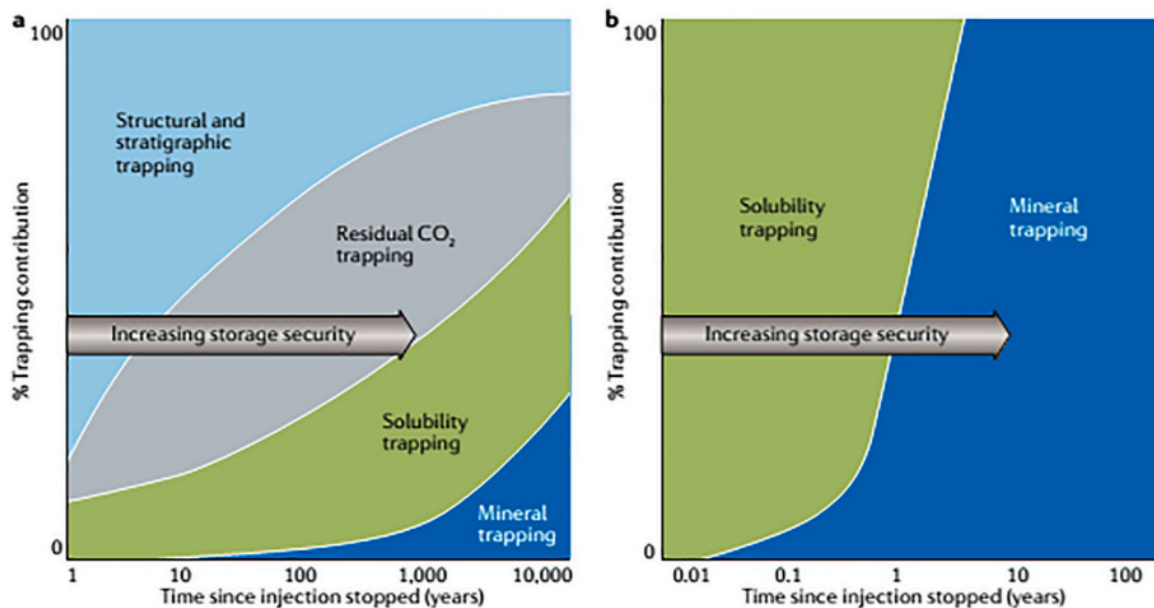 a
100
% Trapping contribution
0
Structural and
stratigraphic
trapping
Residual CO₂
trapping
Increasing storage security
Solubility
trapping
Mineral
trapping
1 10 100 1,000 10,000
Time since injection stopped (years)
b
100
% Trapping contribution
0
Solubility
trapping
Mineral
trapping
Increasing storage security
0.01 0.1 1 10 100
Time since injection stopped (years)